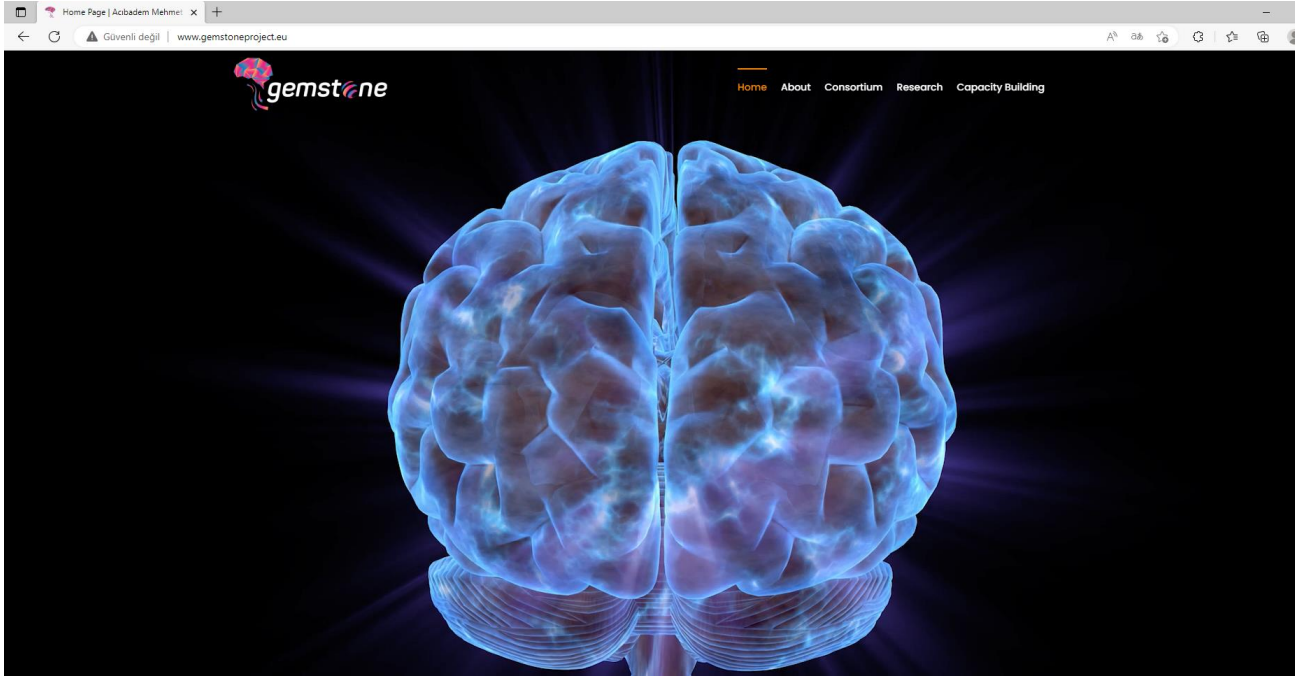 Home Page | Acıbadem Mehmet
Güvenli değil | www.gemstoneproject.eu
gemstone
Home About Consortium Research Capacity Building